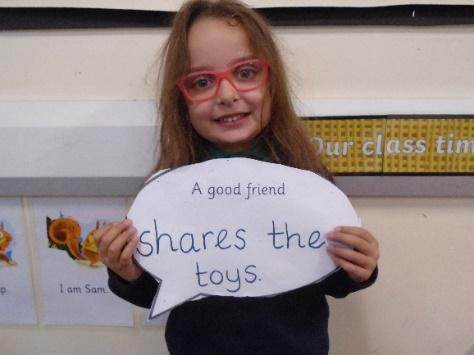 Our class tim
A good friend
shares the
toys.
I am Sam.